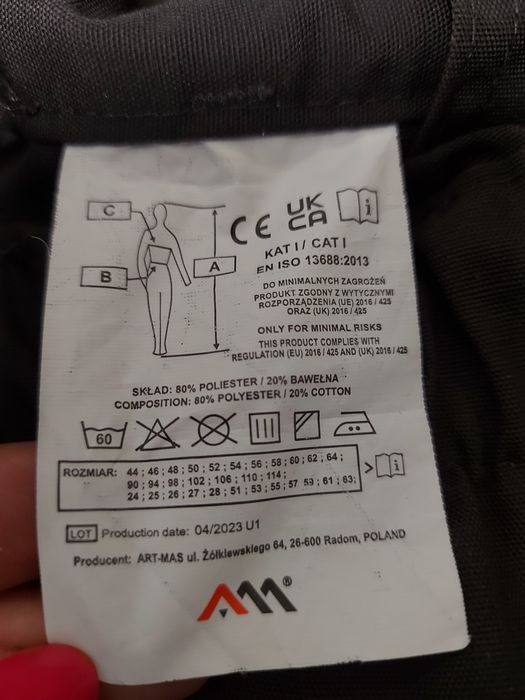 C
B
A
CE UK CA i
KAT I / CAT I
EN ISO 13688:2013
DO MINIMALNYCH ZAGROŻEŃ
PRODUKT ZGODNY Z WYTYCZNYMI
ROZPORZĄDZENIA (UE) 2016 / 425
ORAZ (UK) 2016 / 425
ONLY FOR MINIMAL RISKS
THIS PRODUCT COMPLIES WITH
REGULATION (EU) 2016 / 425 AND (UK) 2016 / 425
SKŁAD: 80% POLIESTER / 20% BAWEŁNA
COMPOSITION: 80% POLYESTER / 20% COTTON
60
ROZMIAR: 44 ; 46 ; 48 ; 50 ; 52 ; 54 ; 56 ; 58 ; 60 ; 62 ; 64 ;
90 ; 94 ; 98 ; 102 ; 106 ; 110 ; 114 ;
24 ; 25 ; 26 ; 27 ; 28 ; 51 ; 53 ; 55 ; 57 ; 59 ; 61 ; 63;
> i
LOT Production date: 04/2023 U1
Producent: ART-MAS ul. Żółkiewskiego 64, 26-600 Radom, POLAND
AM®